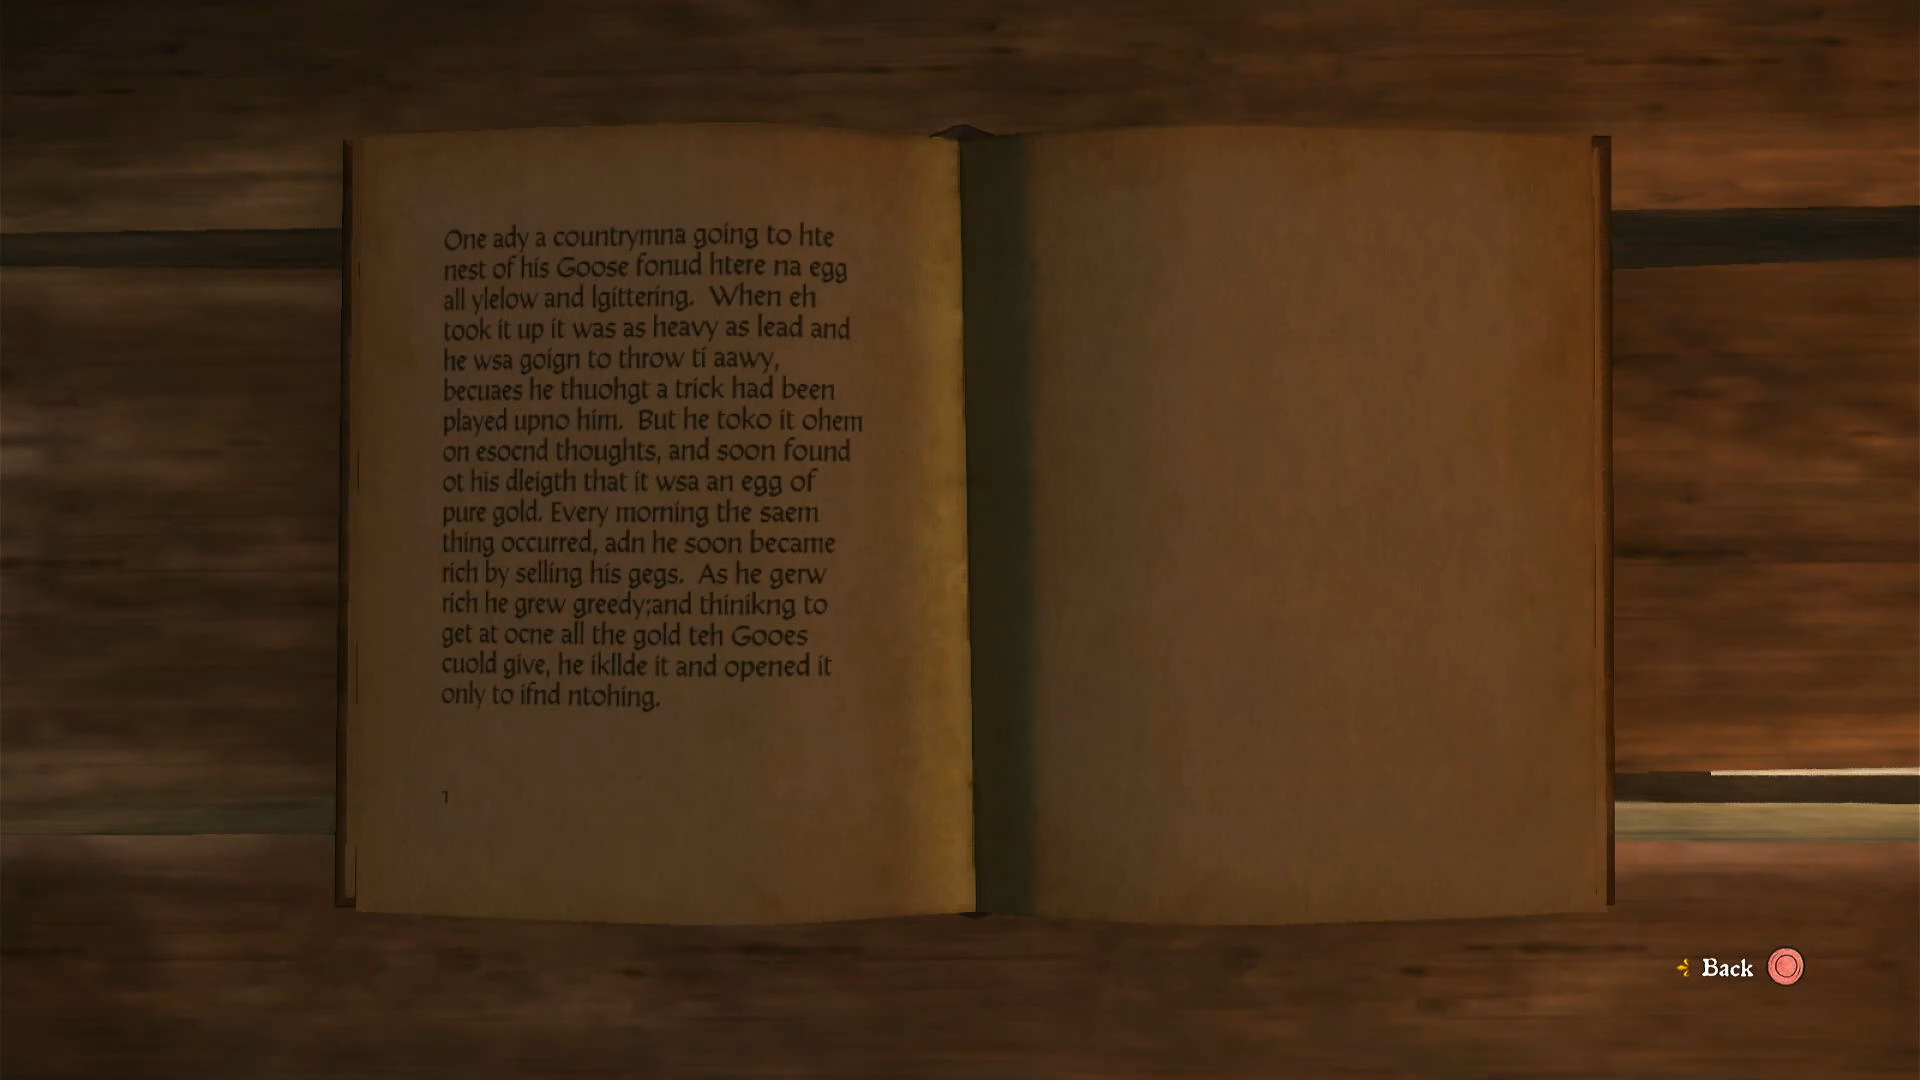 One ady a countrymna going to hte
nest of his Goose fonud htere na egg
all ylelow and lgittering.  When eh
took it up it was as heavy as lead and
he wsa goign to throw ti aawy,
becuaes he thuohgt a trick had been
played upno him.  But he toko it ohem
on esocnd thoughts, and soon found
ot his dleigth that it wsa an egg of
pure gold. Every morning the saem
thing occurred, adn he soon became
rich by selling his gegs.  As he gerw
rich he grew greedy;and thinikng to
get at ocne all the gold teh Gooes
cuold give, he ikllde it and opened it
only to ifnd ntohing.
1
Back